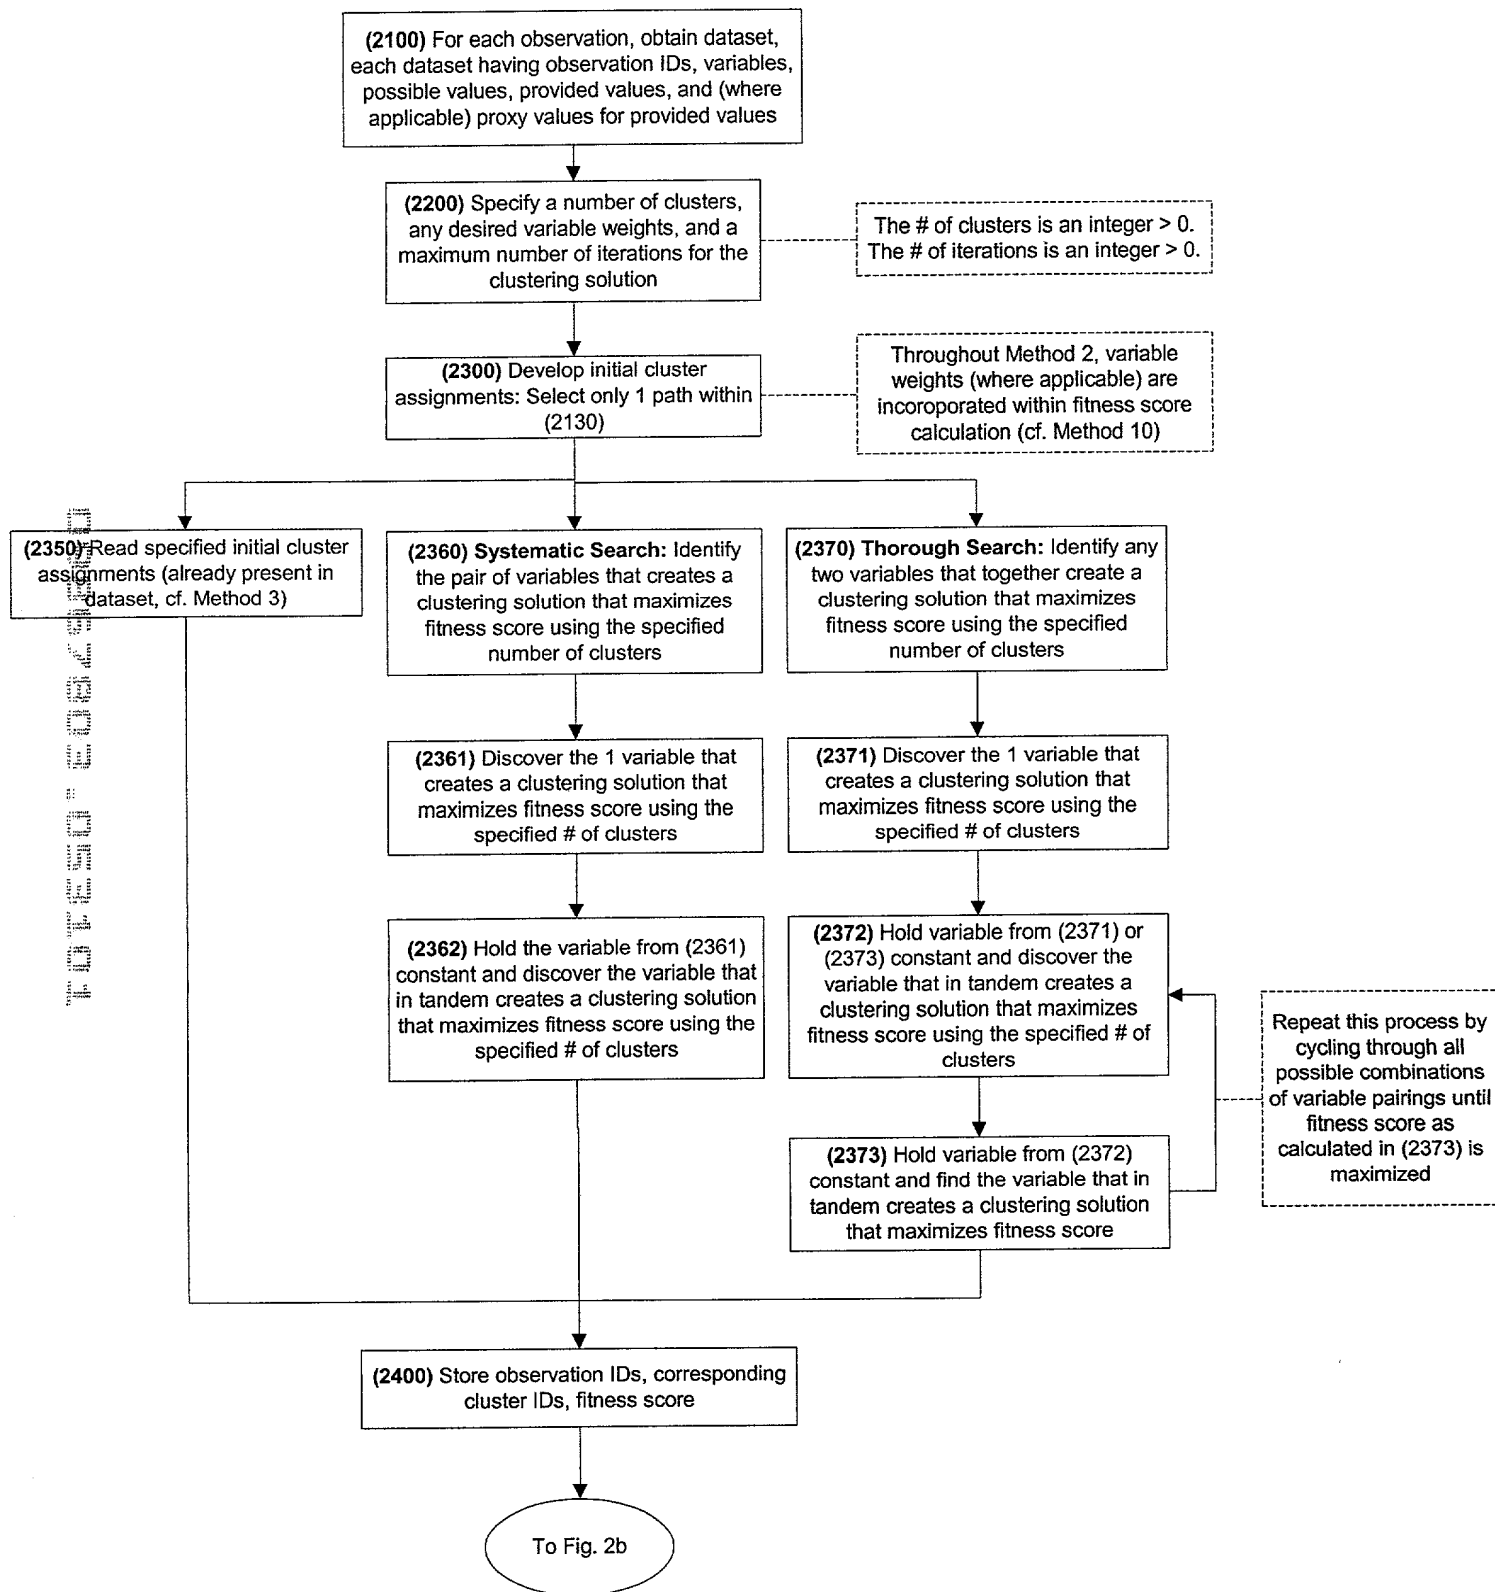 (2100) For each observation, obtain dataset,
each dataset having observation IDs, variables,
possible values, provided values, and (where
applicable) proxy values for provided values
(2200) Specify a number of clusters,
any desired variable weights, and a
maximum number of iterations for the
clustering solution
The # of clusters is an integer > 0.
The # of iterations is an integer > 0.
(2300) Develop initial cluster
assignments: Select only 1 path within
(2130)
Throughout Method 2, variable
weights (where applicable) are
incoroporated within fitness score
calculation (cf. Method 10)
(2350) Read specified initial cluster
assignments (already present in
dataset, cf. Method 3)
(2360) Systematic Search: Identify
the pair of variables that creates a
clustering solution that maximizes
fitness score using the specified
number of clusters
(2370) Thorough Search: Identify any
two variables that together create a
clustering solution that maximizes
fitness score using the specified
number of clusters
(2361) Discover the 1 variable that
creates a clustering solution that
maximizes fitness score using the
specified # of clusters
(2371) Discover the 1 variable that
creates a clustering solution that
maximizes fitness score using the
specified # of clusters
(2362) Hold the variable from (2361)
constant and discover the variable that
in tandem creates a clustering solution
that maximizes fitness score using the
specified # of clusters
(2372) Hold variable from (2371) or
(2373) constant and discover the
variable that in tandem creates a
clustering solution that maximizes
fitness score using the specified # of
clusters
Repeat this process by
cycling through all
possible combinations
of variable pairings until
fitness score as
calculated in (2373) is
maximized
(2373) Hold variable from (2372)
constant and find the variable that in
tandem creates a clustering solution
that maximizes fitness score
(2400) Store observation IDs, corresponding
cluster IDs, fitness score
To Fig. 2b